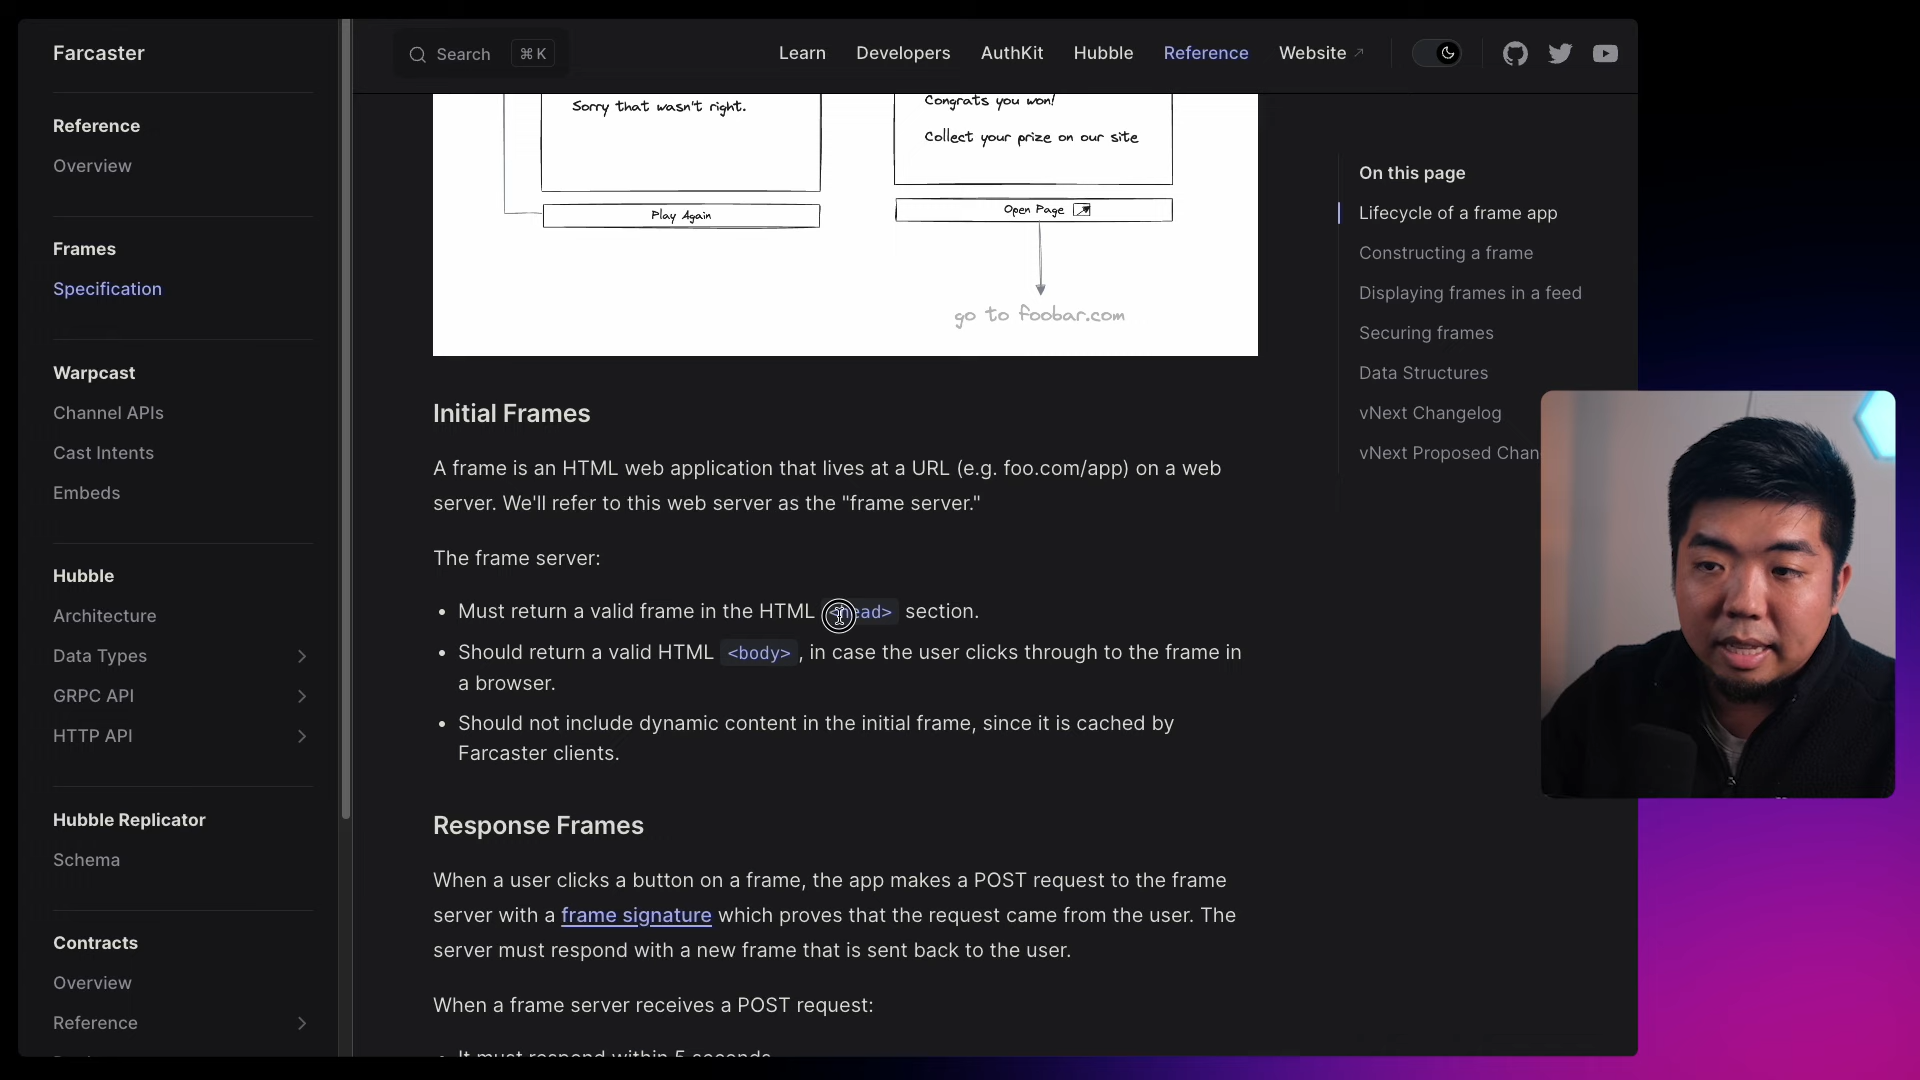 Farcaster
Search ⌘ K
Learn
Developers
AuthKit
Hubble
Reference
Website ↗
Reference
Overview
Frames
Specification
Warpcast
Channel APIs
Cast Intents
Embeds
Hubble
Architecture
Data Types
GRPC API
HTTP API
Hubble Replicator
Schema
Contracts
Overview
Reference
Sorry that wasn't right.
Play Again
Congrats you won!
Collect your prize on our site
Open Page
go to foobar.com
Initial Frames
A frame is an HTML web application that lives at a URL (e.g. foo.com/app) on a web
server. We'll refer to this web server as the "frame server."
The frame server:
• Must return a valid frame in the HTML <head> section.
• Should return a valid HTML <body>, in case the user clicks through to the frame in
a browser.
• Should not include dynamic content in the initial frame, since it is cached by
Farcaster clients.
Response Frames
When a user clicks a button on a frame, the app makes a POST request to the frame
server with a frame signature which proves that the request came from the user. The
server must respond with a new frame that is sent back to the user.
When a frame server receives a POST request:
• It must respond within 5 seconds
On this page
Lifecycle of a frame app
Constructing a frame
Displaying frames in a feed
Securing frames
Data Structures
vNext Changelog
vNext Proposed Chan